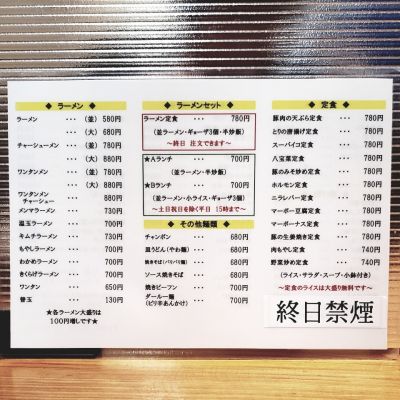 ◆ ラーメン ◆
ラーメン ・・・ (並) 580円
・・・ (大) 680円
チャーシューメン ・・・ (並) 780円
・・・ (大) 880円
ワンタンメン ・・・ (並) 780円
・・・ (大) 880円
ワンタンメン
チャーシュー ・・・ 880円
メンマラーメン ・・・ 730円
温玉ラーメン ・・・ 700円
キムチラーメン ・・・ 730円
もやしラーメン ・・・ 700円
わかめラーメン ・・・ 700円
きくらげラーメン ・・・ 700円
ワンタン ・・・ 650円
替玉 ・・・ 130円
★各ラーメン大盛りは
100円増しです★
◆ ラーメンセット ◆
ラーメン定食 ・・・ 780円
(並ラーメン・ギョーザ3個・半炒飯)
～終日 注文できます～
★Aランチ ・・・ 700円
(並ラーメン・半炒飯)
★Bランチ ・・・ 700円
(並ラーメン・小ライス・ギョーザ3個)
～土日祝日を除く平日 15時まで～
◆ その他麺類 ◆
チャンポン ・・・ 680円
皿うどん(やわ麺) ・・・ 680円
焼きそば(パリパリ麺) ・・・ 680円
ソース焼きそば ・・・ 680円
焼きビーフン ・・・ 700円
ダールー麺 ・・・ 700円
(ピリ辛あんかけ)
◆ 定食 ◆
豚肉の天ぷら定食 ・・・ 780円
とりの唐揚げ定食 ・・・ 780円
スーパイコ定食 ・・・ 780円
八宝菜定食 ・・・ 780円
豚のみそ炒め定食 ・・・ 780円
ホルモン定食 ・・・ 780円
ニラレバー定食 ・・・ 780円
マーボー豆腐定食 ・・・ 780円
マーボーナス定食 ・・・ 780円
豚の生姜焼き定食 ・・・ 780円
肉もやし定食 ・・・ 740円
野菜炒め定食 ・・・ 740円
(ライス・サラダ・スープ・小鉢付き)
～定食のライスは大盛り無料です～
終日禁煙